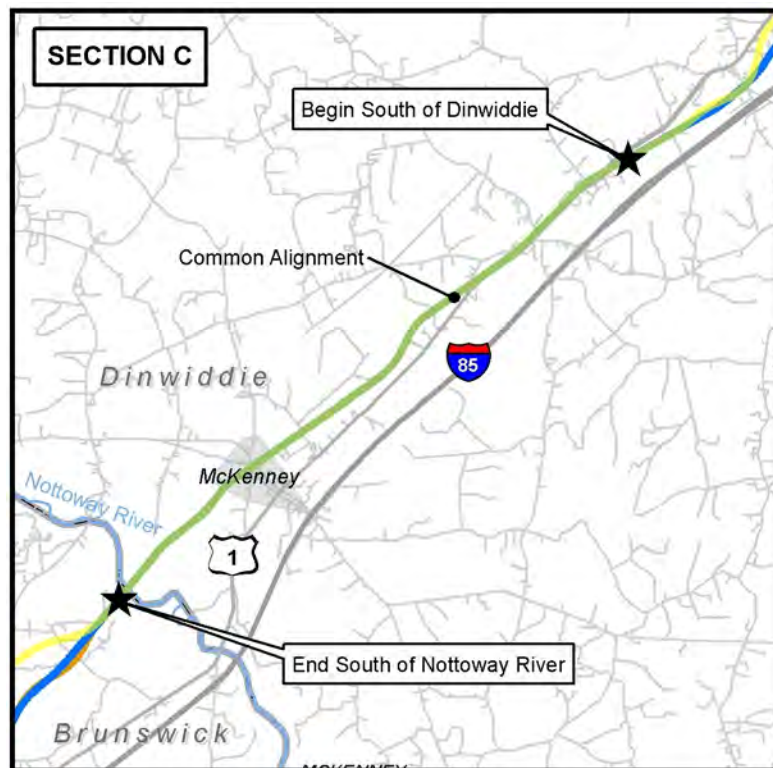 SECTION C
Begin South of Dinwiddie
Common Alignment
85
Dinwiddie
McKenney
Nottoway River
1
End South of Nottoway River
Brunswick
MCKENNEY